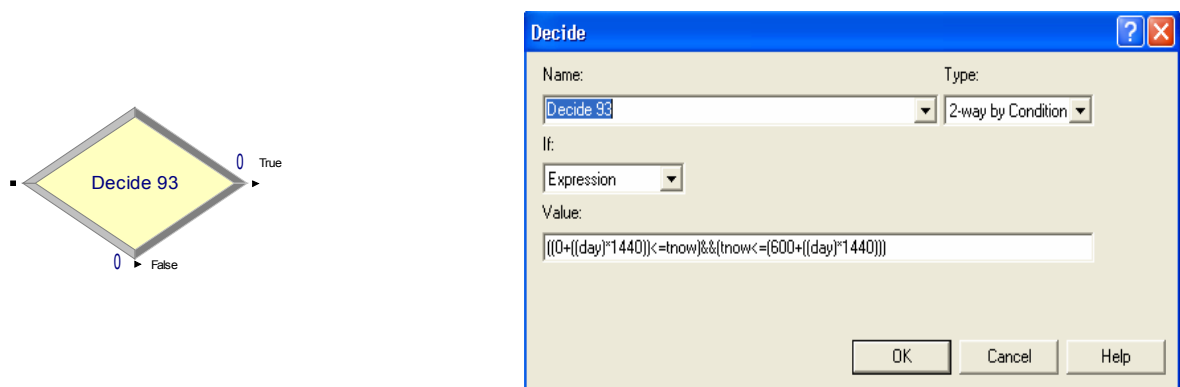 Decide 93
0 True
0 False
Decide
Name: Type:
Decide 93 2-way by Condition
If:
Expression
Value:
((0+((day)*1440))<=tnow)&&(tnow<=(600+((day)*1440)))
OK Cancel Help